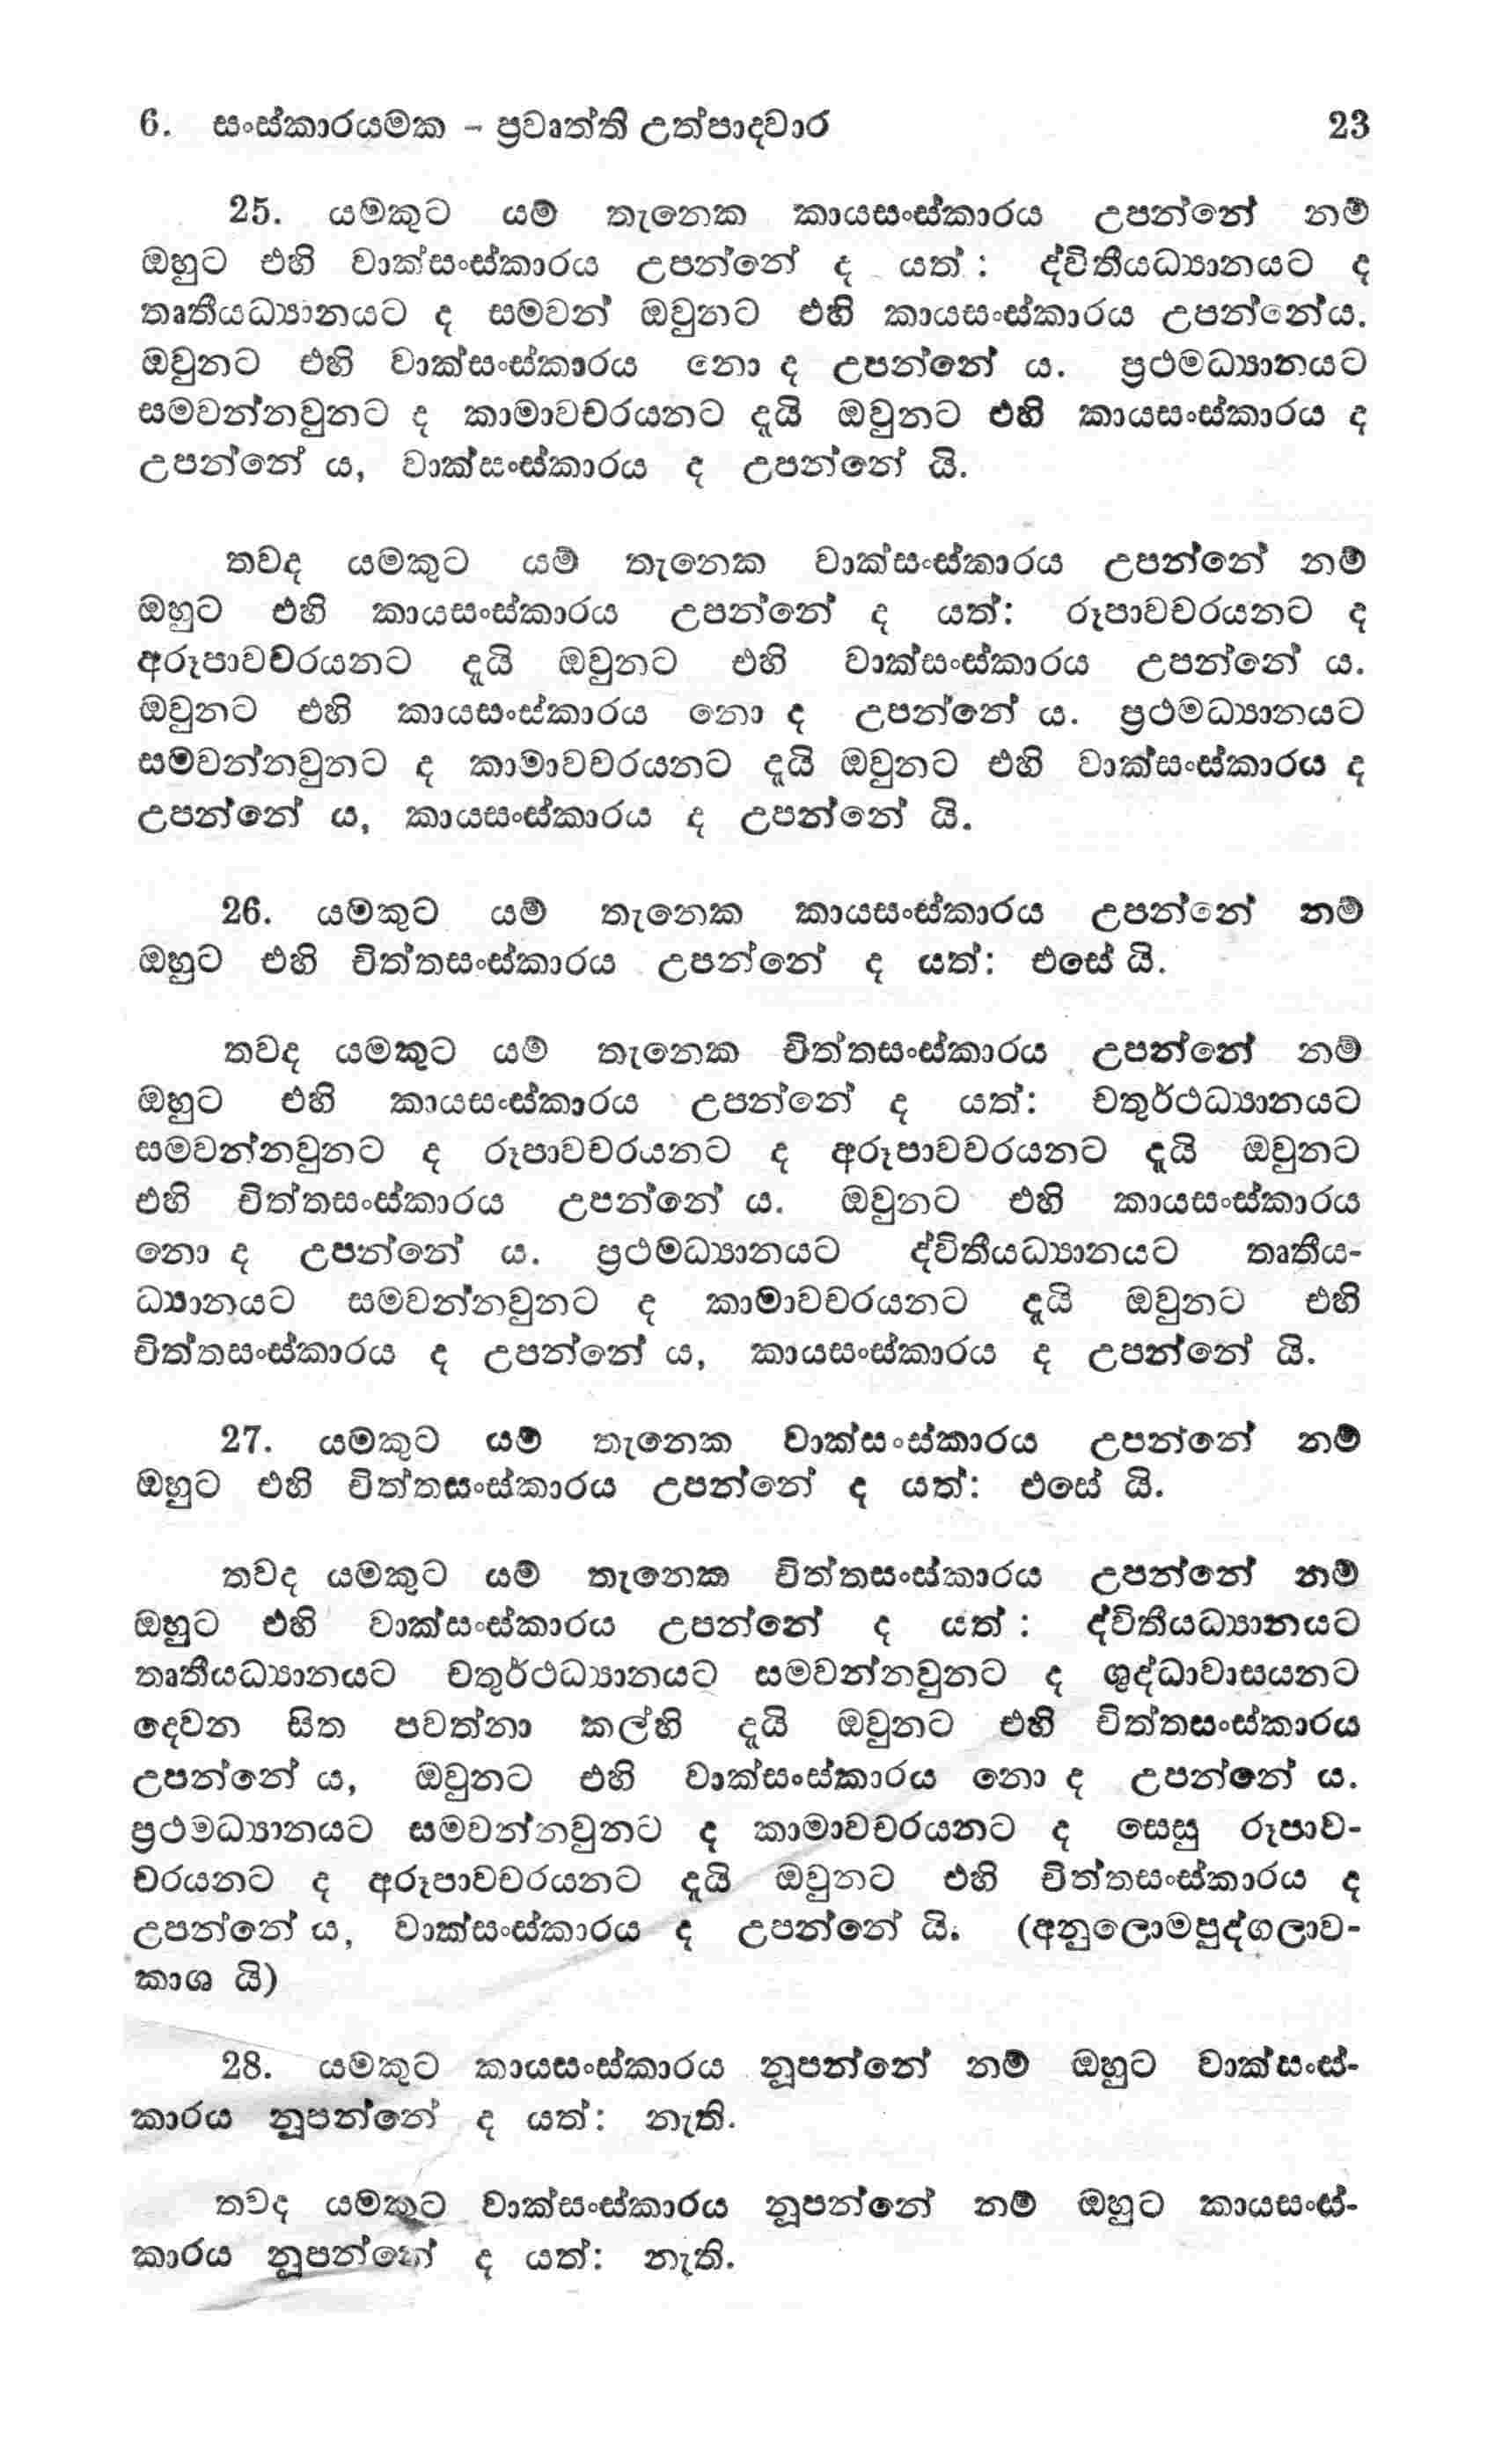 6. සංස්කාරයමක - ප්‍රවෘත්ති උත්පාදවාර 23
25. යමකුට යම් තැනෙක කායසංස්කාරය උපන්නේ නම්
ඔහුට එහි වාක්සංස්කාරය උපන්නේ ද යත් : ද්විතීයධ්‍යානයට ද
තෘතීයධ්‍යානයට ද සමවන් ඔවුනට එහි කායසංස්කාරය උපන්නේය.
ඔවුනට එහි වාක්සංස්කාරය නො ද උපන්නේ ය. ප්‍රථමධ්‍යානයට
සමවන්නවුනට ද කාමාවචරයනට දැයි ඔවුනට එහි කායසංස්කාරය ද
උපන්නේ ය, වාක්සංස්කාරය ද උපන්නේ යි.
තවද යමකුට යම් තැනෙක වාක්සංස්කාරය උපන්නේ නම්
ඔහුට එහි කායසංස්කාරය උපන්නේ ද යත්: රූපාවචරයනට ද
අරූපාවචරයනට දැයි ඔවුනට එහි වාක්සංස්කාරය උපන්නේ ය.
ඔවුනට එහි කායසංස්කාරය නො ද උපන්නේ ය. ප්‍රථමධ්‍යානයට
සමවන්නවුනට ද කාමාවචරයනට දැයි ඔවුනට එහි වාක්සංස්කාරය ද
උපන්නේ ය, කායසංස්කාරය ද උපන්නේ යි.
26. යමකුට යම් තැනෙක කායසංස්කාරය උපන්නේ නම්
ඔහුට එහි චිත්තසංස්කාරය උපන්නේ ද යත්: එසේ යි.
තවද යමකුට යම් තැනෙක චිත්තසංස්කාරය උපන්නේ නම්
ඔහුට එහි කායසංස්කාරය උපන්නේ ද යත්: චතුර්ථධ්‍යානයට
සමවන්නවුනට ද රූපාවචරයනට ද අරූපාවචරයනට දැයි ඔවුනට
එහි චිත්තසංස්කාරය උපන්නේ ය. ඔවුනට එහි කායසංස්කාරය
නො ද උපන්නේ ය. ප්‍රථමධ්‍යානයට ද්විතීයධ්‍යානයට තෘතීය-
ධ්‍යානයට සමවන්නවුනට ද කාමාවචරයනට දැයි ඔවුනට එහි
චිත්තසංස්කාරය ද උපන්නේ ය, කායසංස්කාරය ද උපන්නේ යි.
27. යමකුට යම් තැනෙක වාක්සංස්කාරය උපන්නේ නම්
ඔහුට එහි චිත්තසංස්කාරය උපන්නේ ද යත්: එසේ යි.
තවද යමකුට යම් තැනෙක චිත්තසංස්කාරය උපන්නේ නම්
ඔහුට එහි වාක්සංස්කාරය උපන්නේ ද යත් : ද්විතීයධ්‍යානයට
තෘතීයධ්‍යානයට චතුර්ථධ්‍යානයට සමවන්නවුනට ද ශුද්ධාවාසයනට
දෙවන සිත පවත්නා කල්හි දැයි ඔවුනට එහි චිත්තසංස්කාරය
උපන්නේ ය, ඔවුනට එහි වාක්සංස්කාරය නො ද උපන්නේ ය.
ප්‍රථමධ්‍යානයට සමවන්නවුනට ද කාමාවචරයනට ද සෙසු රූපාව-
චරයනට ද අරූපාවචරයනට දැයි ඔවුනට එහි චිත්තසංස්කාරය ද
උපන්නේ ය, වාක්සංස්කාරය ද උපන්නේ යි. (අනුලොමපුද්ගලාව-
කාශ යි)
28. යමකුට කායසංස්කාරය නූපන්නේ නම් ඔහුට වාක්සංස්-
කාරය නූපන්නේ ද යත්: නැති.
තවද යමකුට වාක්සංස්කාරය නූපන්නේ නම් ඔහුට කායසංස්-
කාරය නූපන්නේ ද යත්: නැති.